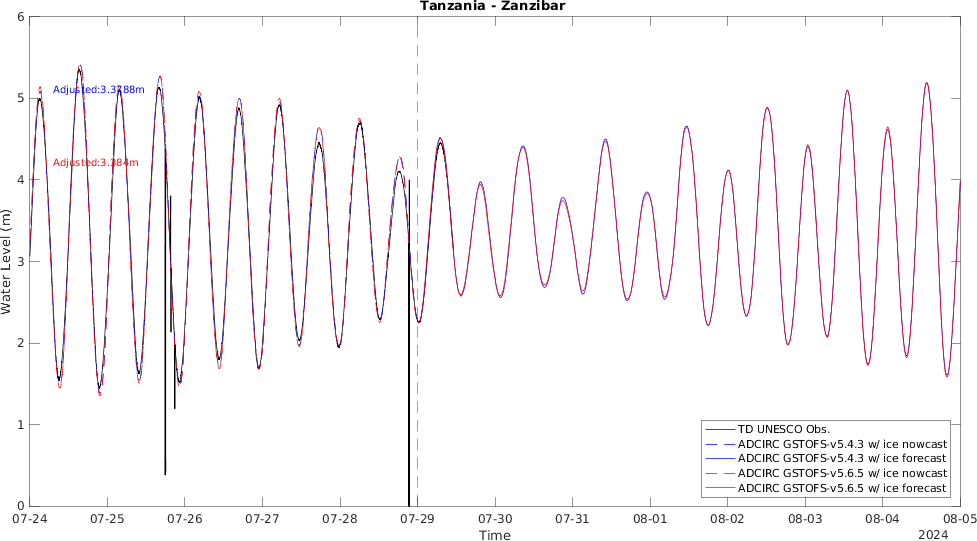 Tanzania - Zanzibar
6
5
4
3
2
1
0
Water Level (m)
Adjusted:3.3788m
Adjusted:3.384m
TD UNESCO Obs.
ADCIRC GSTOFS-v5.4.3 w/ ice nowcast
ADCIRC GSTOFS-v5.4.3 w/ ice forecast
ADCIRC GSTOFS-v5.6.5 w/ ice nowcast
ADCIRC GSTOFS-v5.6.5 w/ ice forecast
07-24 07-25 07-26 07-27 07-28 07-29 07-30 07-31 08-01 08-02 08-03 08-04 08-05
Time
2024